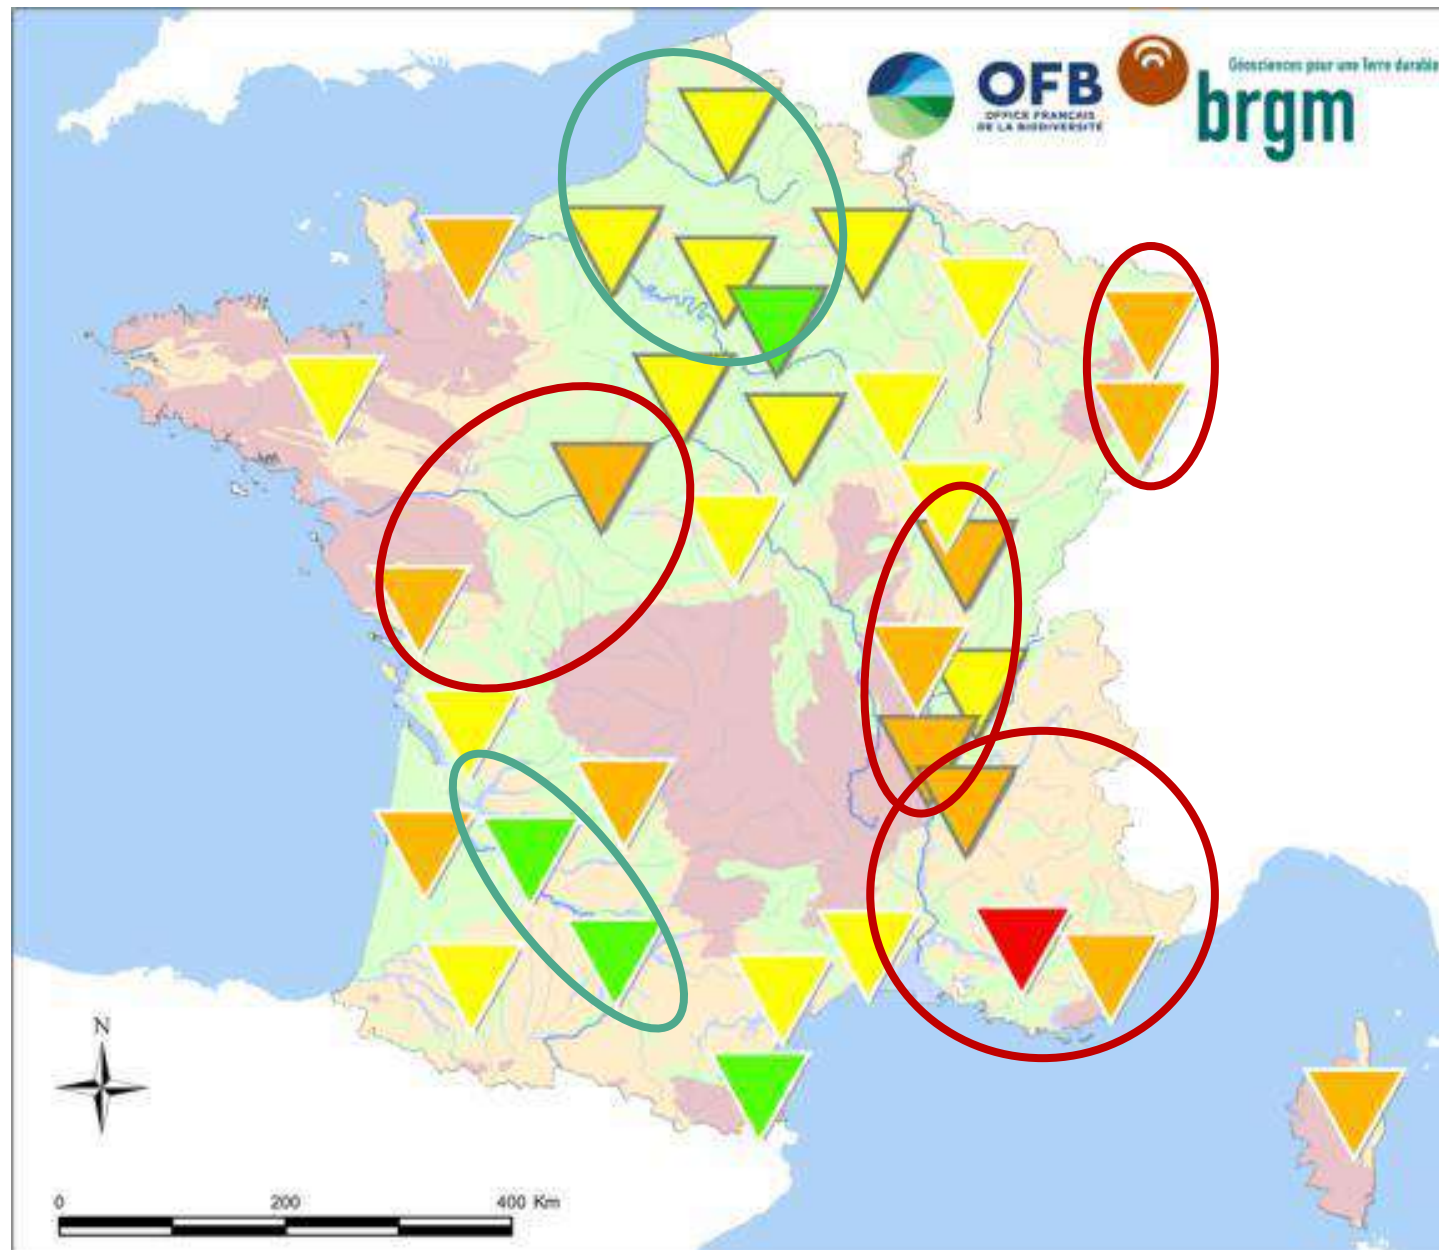 OFB
OFFICE FRANÇAIS
DE LA BIODIVERSITÉ
Géosciences pour une Terre durable
brgm
N
0 200 400 Km